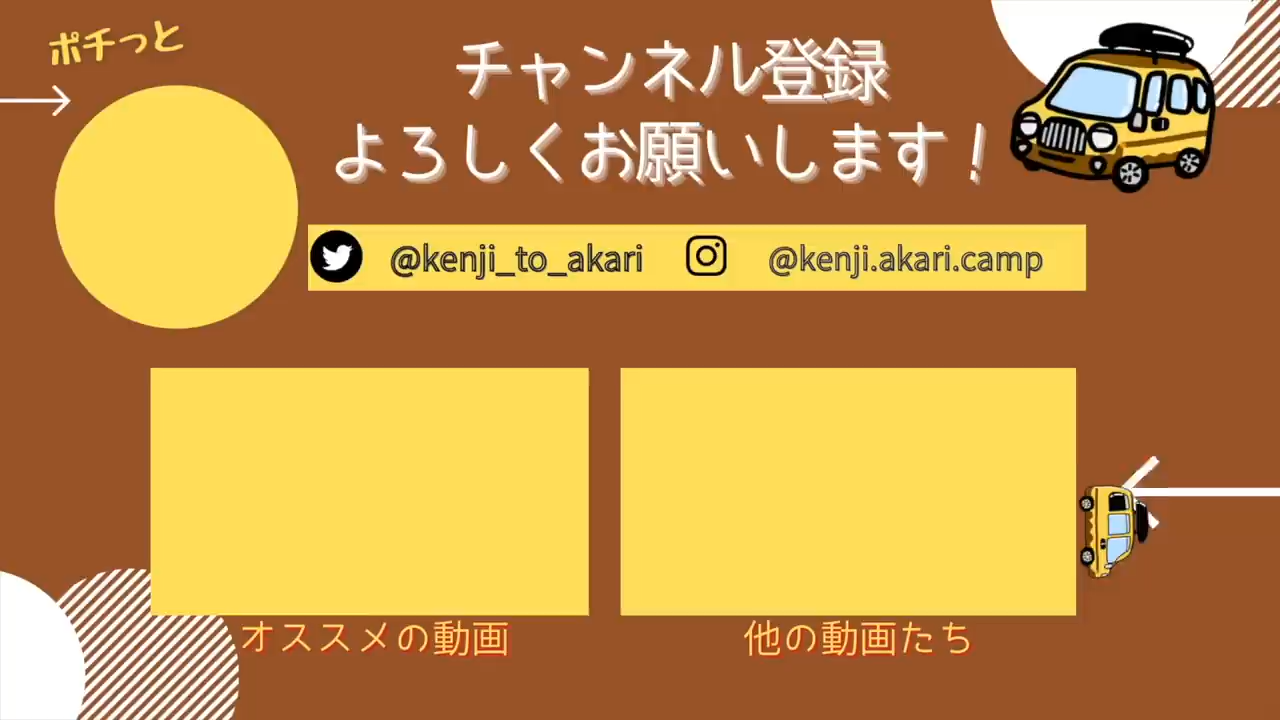 ポチっと
チャンネル登録
よろしくお願いします！
@kenji_to_akari @kenji.akari.camp
オススメの動画 他の動画たち